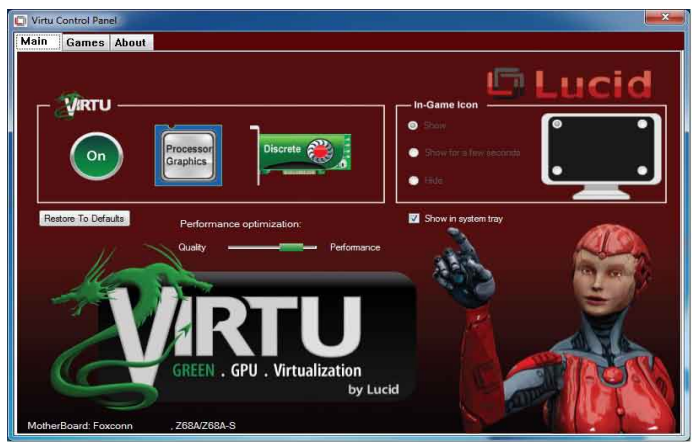 Virtu Control Panel
Main Games About
Lucid
VIRTU
On
Processor
Graphics
Discrete
In-Game Icon
Show
Show for a few seconds
Hide
Restore To Defaults
Performance optimization:
Quality Performance
Show in system tray
VIRTU
GREEN . GPU . Virtualization
by Lucid
MotherBoard: Foxconn , Z68A/Z68A-S